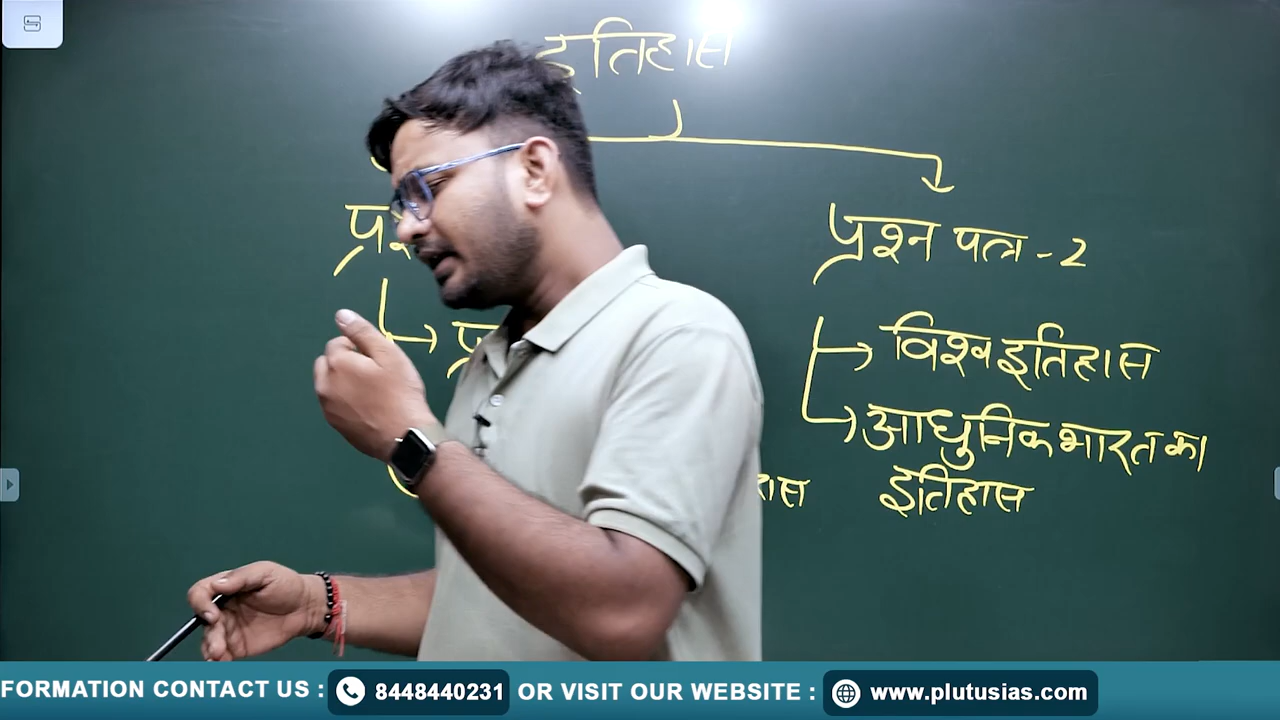 इतिहास
प्रश्न पत्र-2
विश्व इतिहास
आधुनिक भारत का
इतिहास
FORMATION CONTACT US : 8448440231 OR VISIT OUR WEBSITE : www.plutusias.com